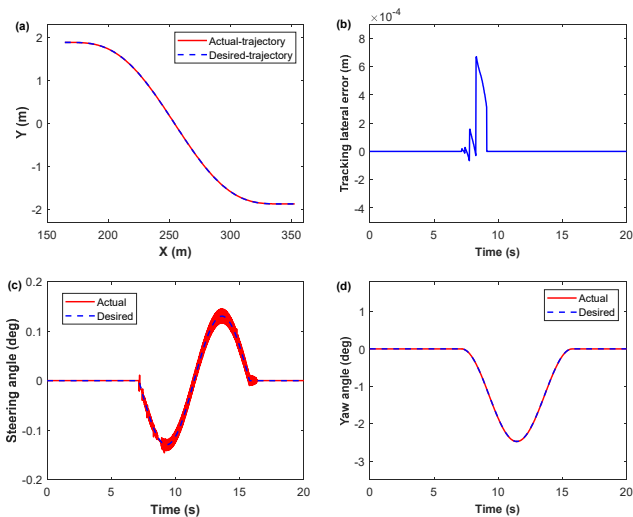 (a)
Actual-trajectory
Desired-trajectory
2
1
0
-1
-2
Y (m)
150 200 250 300 350
X (m)
(b)
×10⁻⁴
8
6
4
2
0
-2
-4
Tracking lateral error (m)
0 5 10 15 20
Time (s)
(c)
Actual
Desired
0.2
0.1
0
-0.1
-0.2
Steering angle (deg)
0 5 10 15 20
Time (s)
(d)
Actual
Desired
1
0
-1
-2
-3
Yaw angle (deg)
0 5 10 15 20
Time (s)